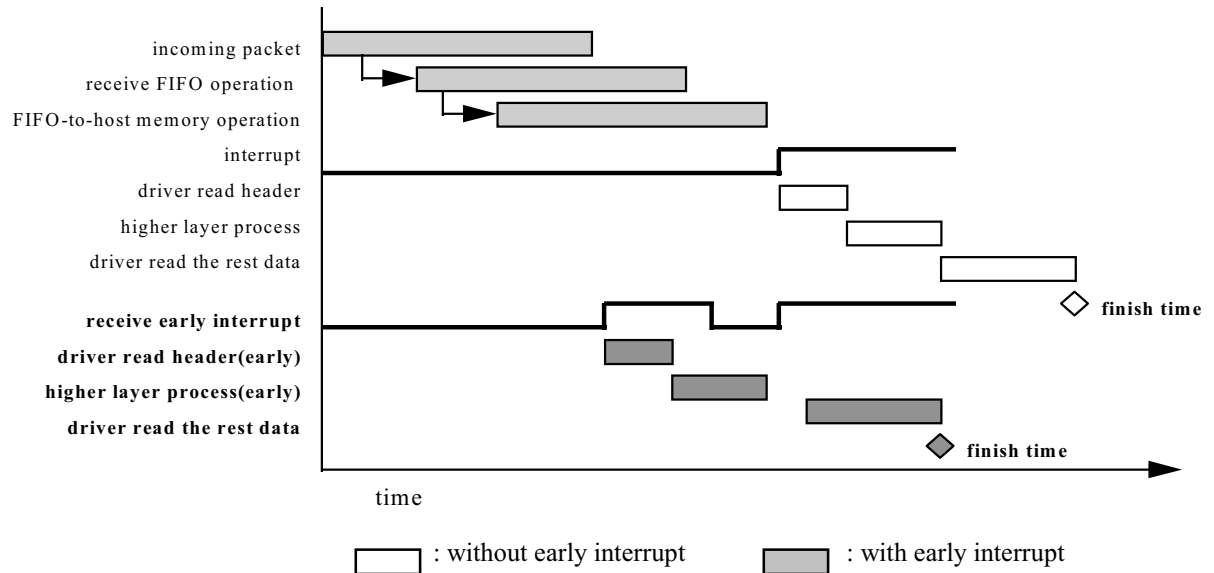 incoming packet
receive FIFO operation
FIFO-to-host memory operation
interrupt
driver read header
higher layer process
driver read the rest data
finish time
receive early interrupt
driver read header(early)
higher layer process(early)
driver read the rest data
finish time
time
: without early interrupt
: with early interrupt